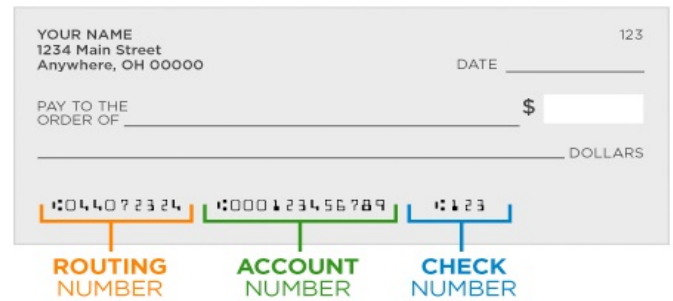 YOUR NAME
123
1234 Main Street
Anywhere, OH 00000
DATE
PAY TO THE
ORDER OF
$
DOLLARS
⑆044072324 ⑆000123456789 ⑆123
ROUTING ACCOUNT CHECK
NUMBER NUMBER NUMBER